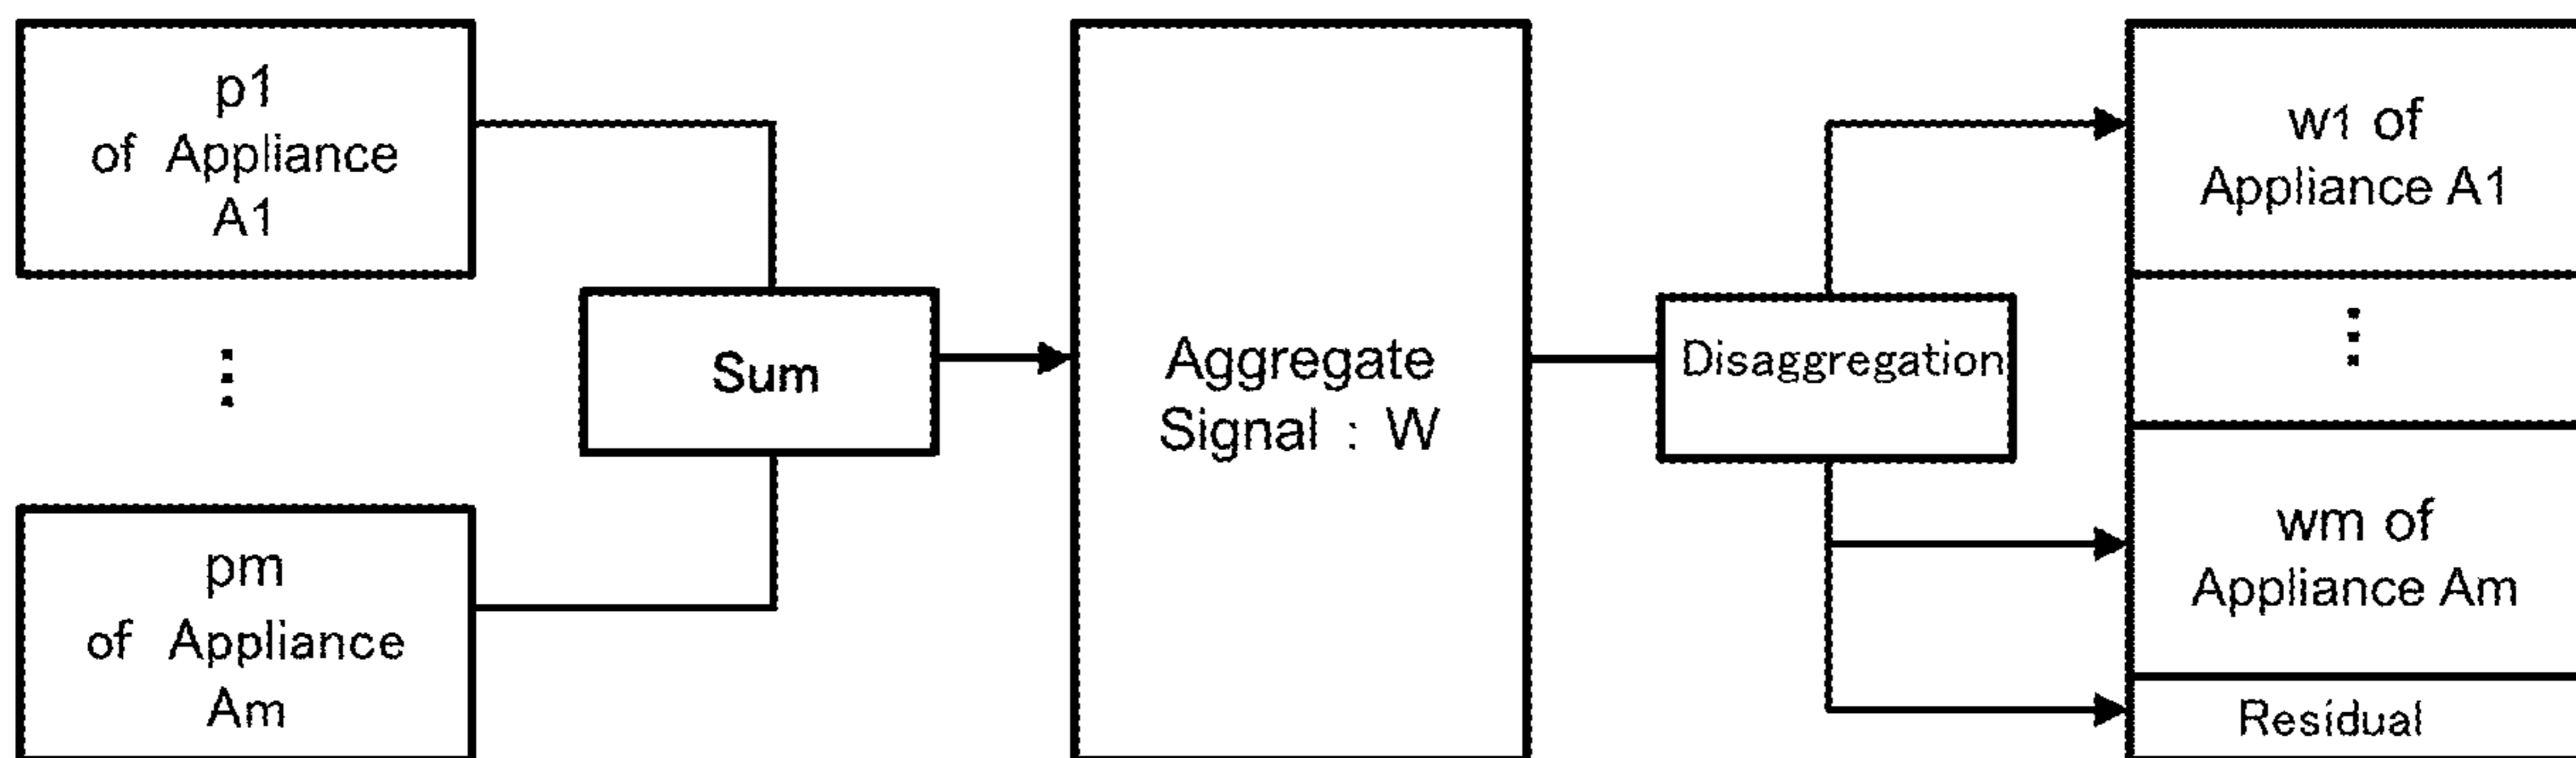 p1
of Appliance
A1
⋮
pm
of Appliance
Am
Sum
Aggregate
Signal : W
Disaggregation
w1 of
Appliance A1
⋮
wm of
Appliance Am
Residual